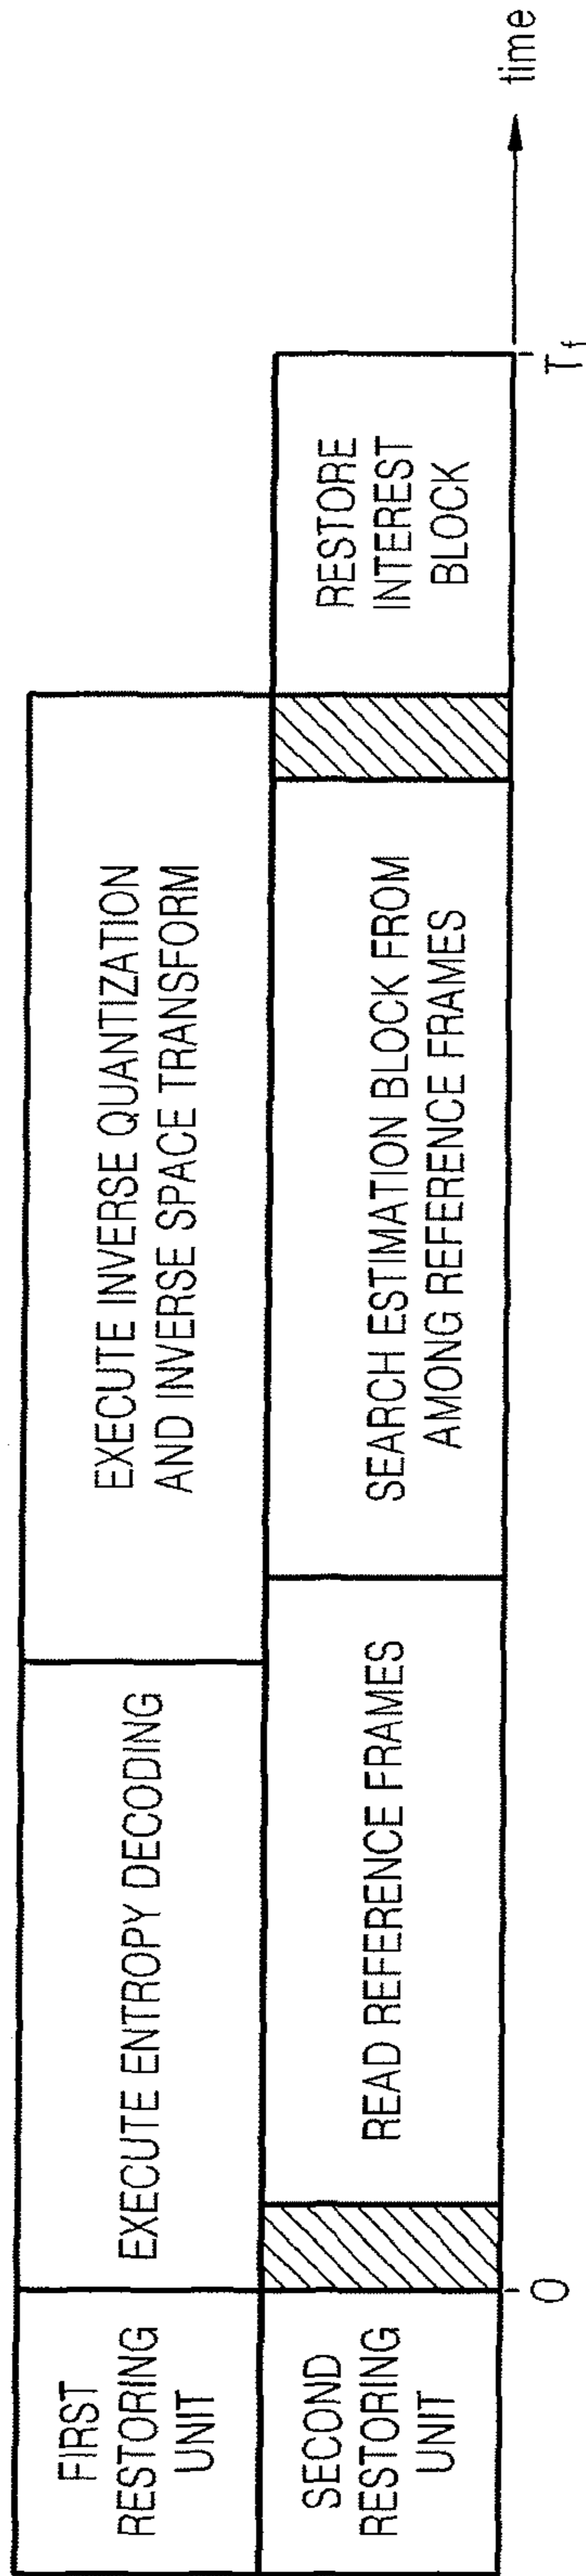 FIRST
RESTORING
UNIT
EXECUTE ENTROPY DECODING
EXECUTE INVERSE QUANTIZATION
AND INVERSE SPACE TRANSFORM
SECOND
RESTORING
UNIT
READ REFERENCE FRAMES
SEARCH ESTIMATION BLOCK FROM
AMONG REFERENCE FRAMES
RESTORE
INTEREST
BLOCK
0
Tf
time